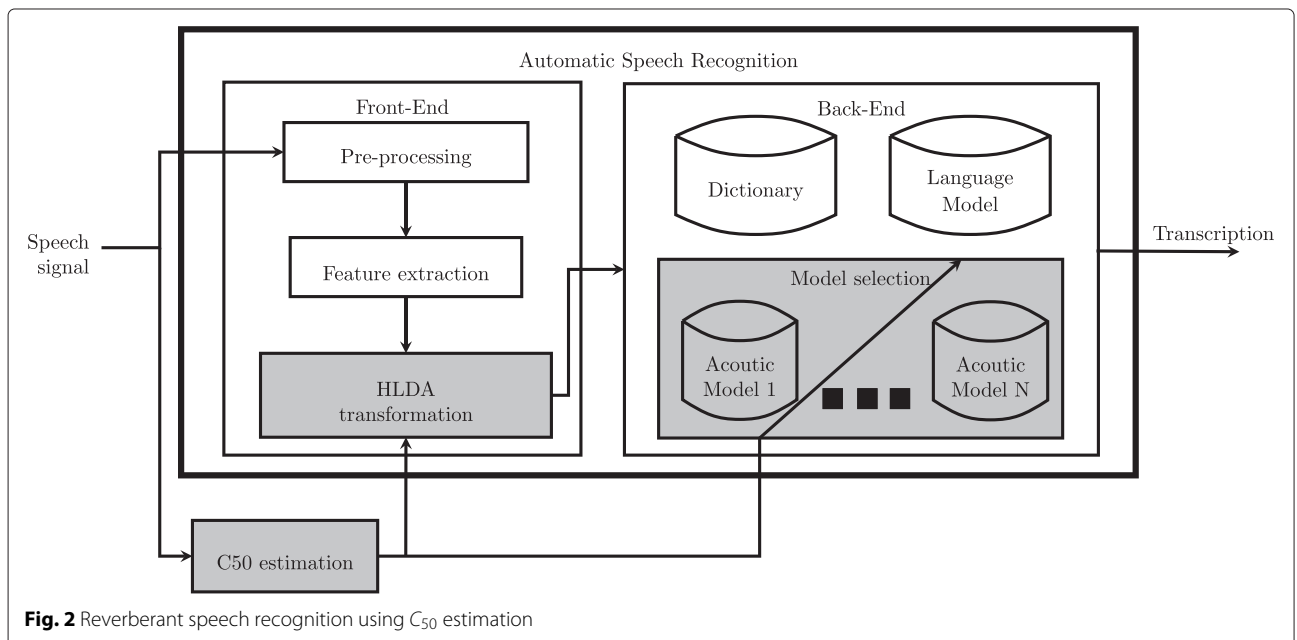 Automatic Speech Recognition
Front-End
Pre-processing
Feature extraction
HLDA
transformation
Back-End
Dictionary
Language
Model
Model selection
Acoutic
Model 1
Acoutic
Model N
Speech
signal
Transcription
C50 estimation
Fig. 2 Reverberant speech recognition using C50 estimation